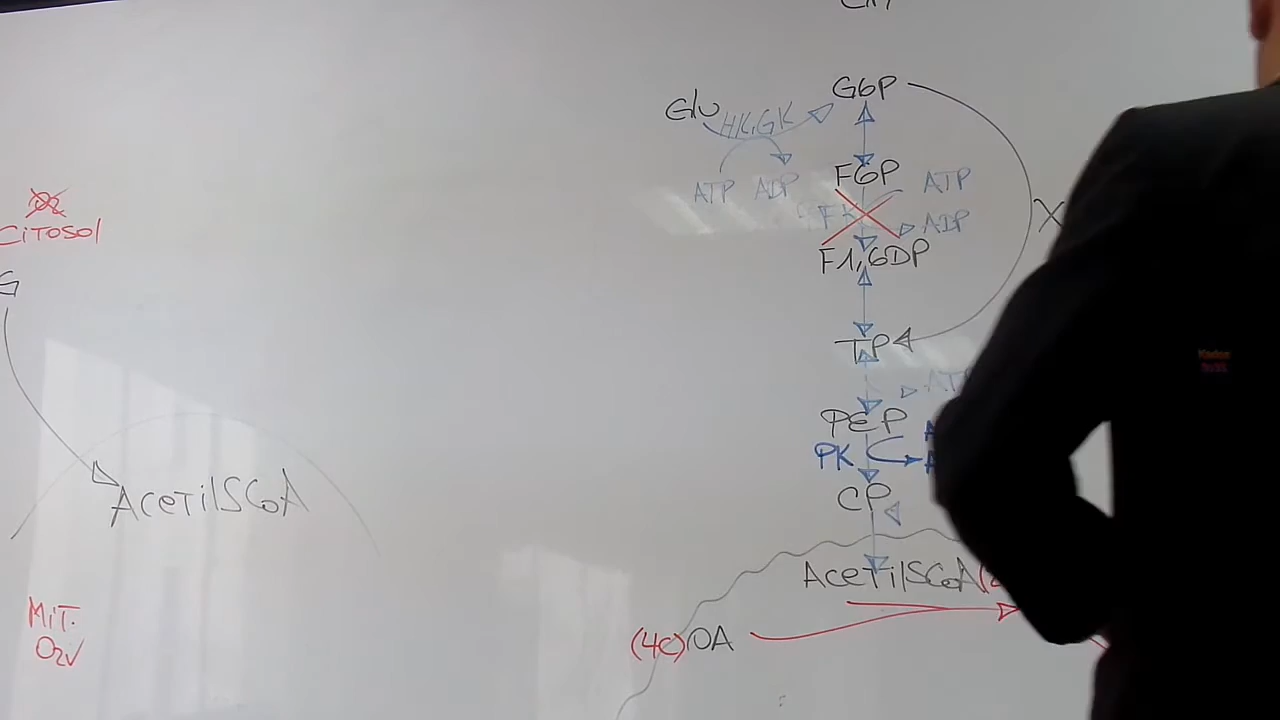 G6P
Glu
HK,GK
F6P
ATP
ATP ADP
ADP
O2
CiTOSOl
F1,6DP
G
X
TP
PEP
PK
CP
AceTilSCoA
AceTilSCoA
MiT.
O2√
(4C) OA